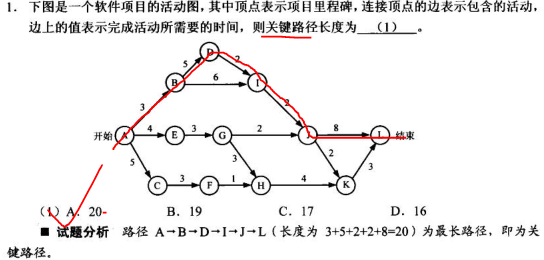 1. 下图是一个软件项目的活动图,其中顶点表示项目里程碑,连接顶点的边表示包含的活动,
边上的值表示完成活动所需要的时间,则关键路径长度为 (1) 。
D
5 2
B 6 I
3 2
开始 A 4 E 3 G 2 J 8 L 结束
5 3 2 3
C 3 F 1 H 4 K
(1) A. 20 B. 19 C. 17 D. 16
■ 试题分析 路径 A→B→D→I→J→L(长度为 3+5+2+2+8=20)为最长路径,即为关
键路径。